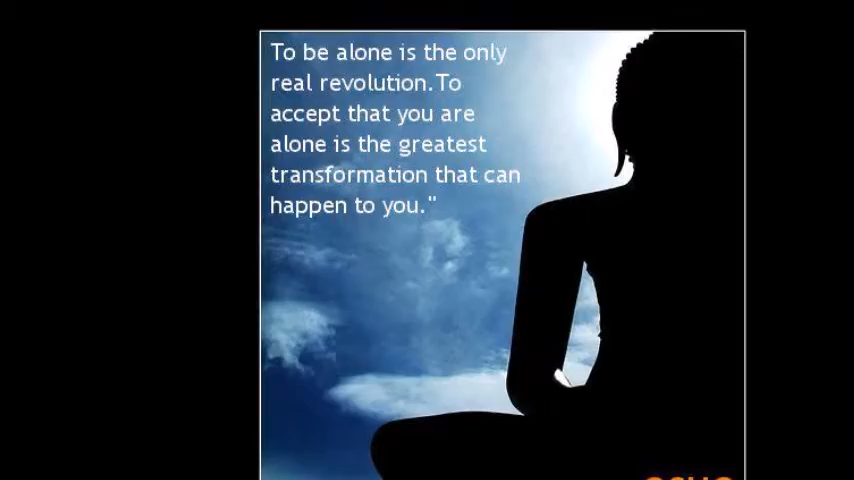 To be alone is the only
real revolution.To
accept that you are
alone is the greatest
transformation that can
happen to you."